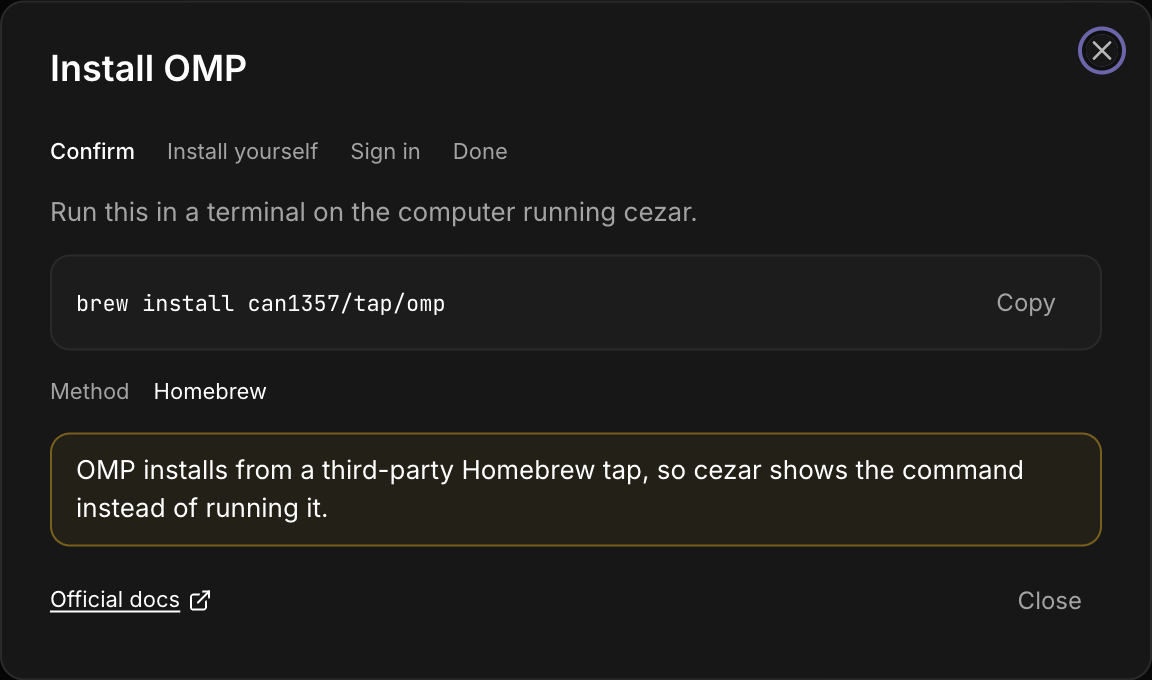 Install OMP
Confirm Install yourself Sign in Done
Run this in a terminal on the computer running cezar.
brew install can1357/tap/omp Copy
Method Homebrew
OMP installs from a third-party Homebrew tap, so cezar shows the command
instead of running it.
Official docs Close